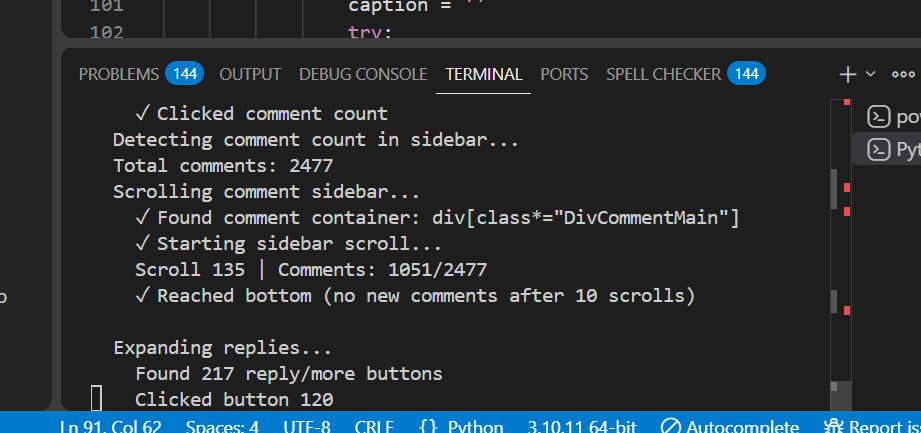 101 caption = ''
102 try:
PROBLEMS 144 OUTPUT DEBUG CONSOLE TERMINAL PORTS SPELL CHECKER 144
✓ Clicked comment count
Detecting comment count in sidebar...
Total comments: 2477
Scrolling comment sidebar...
✓ Found comment container: div[class*="DivCommentMain"]
✓ Starting sidebar scroll...
Scroll 135 | Comments: 1051/2477
✓ Reached bottom (no new comments after 10 scrolls)
Expanding replies...
Found 217 reply/more buttons
Clicked button 120
Ln 91, Col 62 Spaces: 4 UTF-8 CRLF {} Python 3.10.11 64-bit Autocomplete Report is